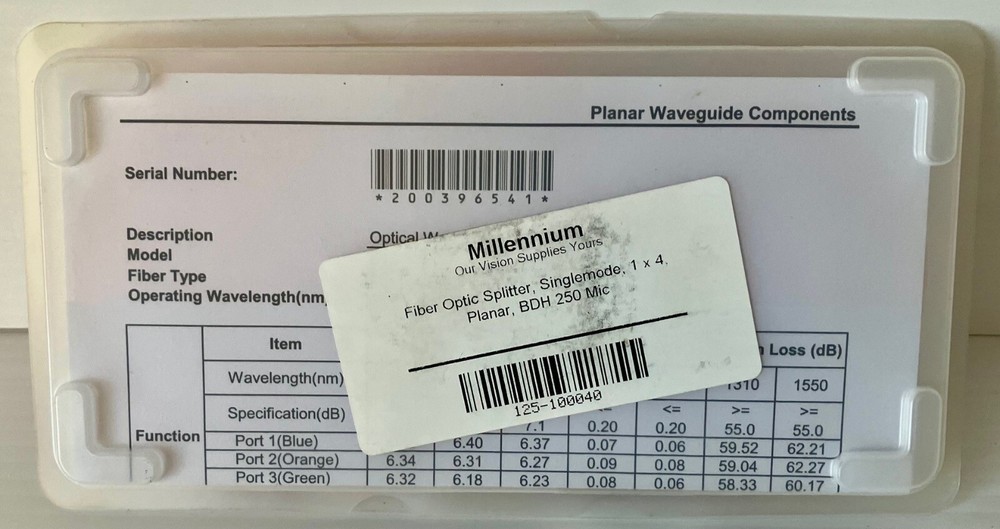 Planar Waveguide Components
Serial Number:
*200396541*
Description Optical
Model
Fiber Type
Operating Wavelength(nm
Millennium
Our Vision Supplies Yours
Fiber Optic Splitter, Singlemode, 1 x 4,
Planar, BDH 250 Mic
125-100040
Item Loss (dB)
Wavelength(nm) 1310 1550
Specification(dB) 7.1 <= 0.20 <= 0.20 >= 55.0 >= 55.0
Function
Port 1(Blue) 6.40 6.37 0.07 0.06 59.52 62.21
Port 2(Orange) 6.34 6.31 6.27 0.09 0.08 59.04 62.27
Port 3(Green) 6.32 6.18 6.23 0.08 0.06 58.33 60.17